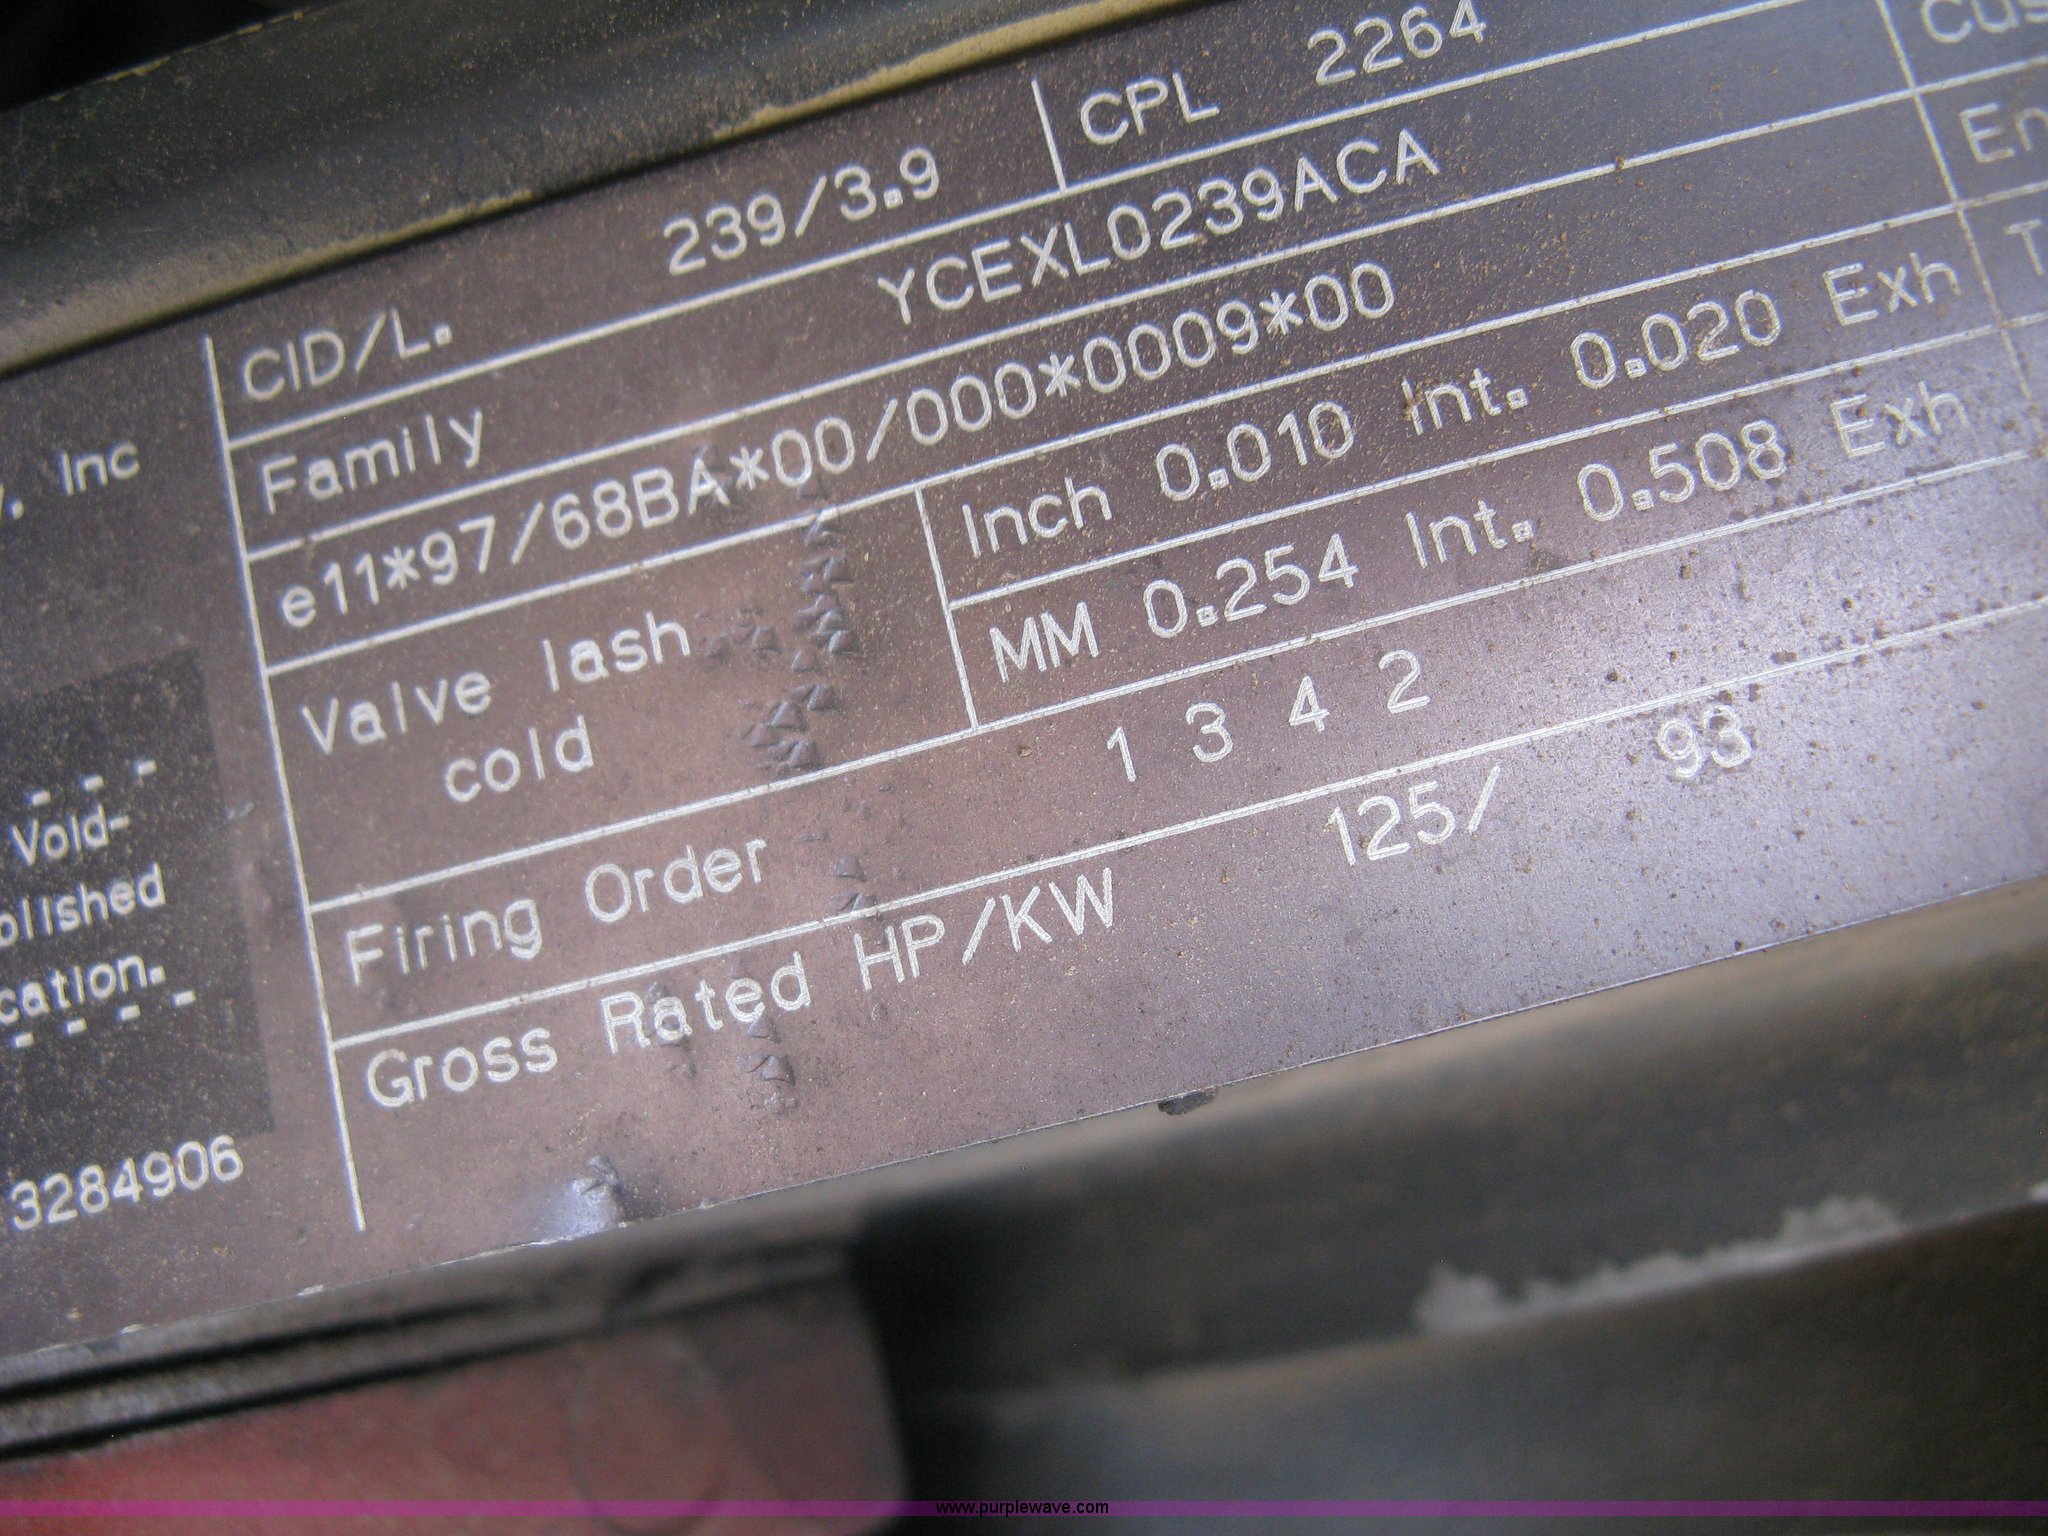 CID/L. 239/3.9 CPL 2264
Family YCEXL0239ACA
e11*97/68BA*00/000*0009*00
Valve lash cold
Inch 0.010 Int. 0.020 Exh
MM 0.254 Int. 0.508 Exh
Firing Order 1 3 4 2
Gross Rated HP/KW 125/ 93
Inc
Void-
3284906
www.purplewave.com